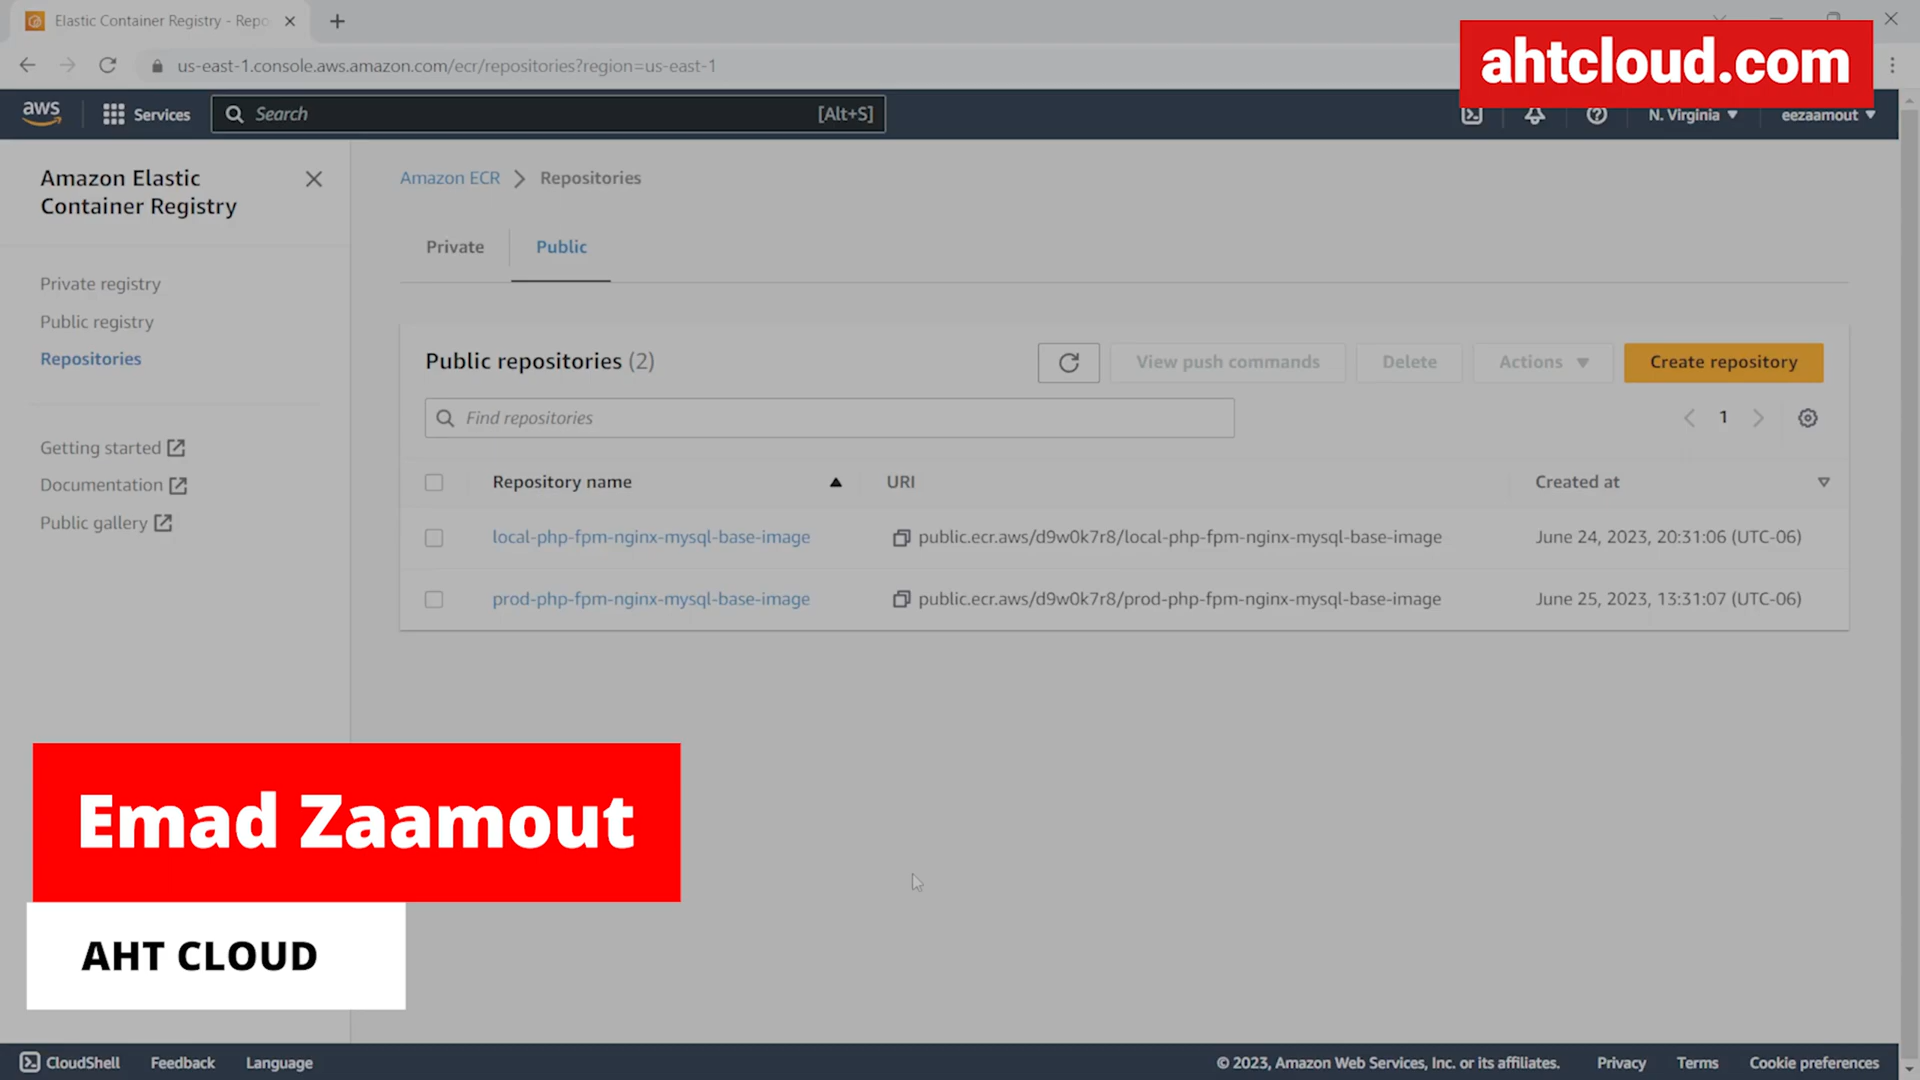 Elastic Container Registry - Repo
us-east-1.console.aws.amazon.com/ecr/repositories?region=us-east-1
ahtcloud.com
aws
Services
Search
[Alt+S]
N. Virginia
eezaamout
Amazon Elastic
Container Registry
Private registry
Public registry
Repositories
Getting started
Documentation
Public gallery
Amazon ECR
Repositories
Private
Public
Public repositories (2)
View push commands
Delete
Actions
Create repository
Find repositories
1
Repository name
URI
Created at
local-php-fpm-nginx-mysql-base-image
public.ecr.aws/d9w0k7r8/local-php-fpm-nginx-mysql-base-image
June 24, 2023, 20:31:06 (UTC-06)
prod-php-fpm-nginx-mysql-base-image
public.ecr.aws/d9w0k7r8/prod-php-fpm-nginx-mysql-base-image
June 25, 2023, 13:31:07 (UTC-06)
Emad Zaamout
AHT CLOUD
CloudShell
Feedback
Language
© 2023, Amazon Web Services, Inc. or its affiliates.
Privacy
Terms
Cookie preferences